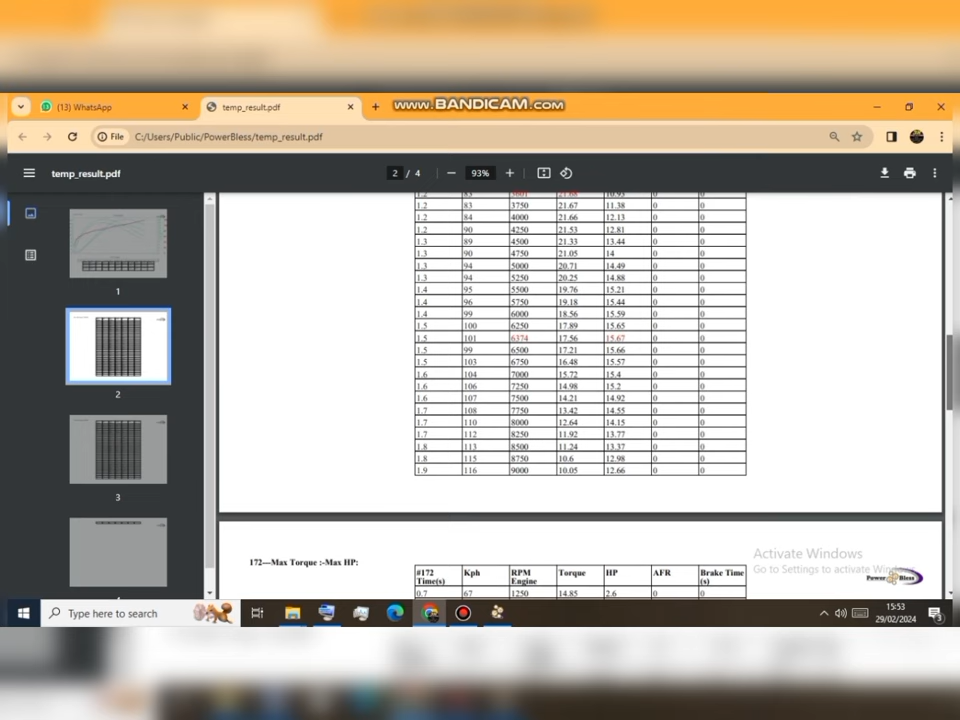 www.BANDICAM.com
(13) WhatsApp
temp_result.pdf
File C:/Users/Public/PowerBless/temp_result.pdf
temp_result.pdf
2 / 4
93%
1.2 83 3601 21.68 10.95 0 0
1.2 83 3750 21.67 11.38 0 0
1.2 84 4000 21.66 12.13 0 0
1.2 90 4250 21.53 12.81 0 0
1.3 89 4500 21.33 13.44 0 0
1.3 90 4750 21.05 14 0 0
1.3 94 5000 20.71 14.49 0 0
1.3 94 5250 20.25 14.88 0 0
1.4 95 5500 19.76 15.21 0 0
1.4 96 5750 19.18 15.44 0 0
1.4 99 6000 18.56 15.59 0 0
1.5 100 6250 17.89 15.65 0 0
1.5 101 6374 17.56 15.67 0 0
1.5 99 6500 17.21 15.66 0 0
1.5 103 6750 16.48 15.57 0 0
1.6 104 7000 15.72 15.4 0 0
1.6 106 7250 14.98 15.2 0 0
1.6 107 7500 14.21 14.92 0 0
1.7 108 7750 13.42 14.55 0 0
1.7 110 8000 12.64 14.15 0 0
1.7 112 8250 11.92 13.77 0 0
1.8 113 8500 11.24 13.37 0 0
1.8 115 8750 10.6 12.98 0 0
1.9 116 9000 10.05 12.66 0 0
1
2
3
172---Max Torque :-Max HP:
#172 Time(s) Kph RPM Engine Torque HP AFR Brake Time (s)
0.7 67 1250 14.85 2.6 0 0
Activate Windows
Go to Settings to activate Windows.
Power Bless
Type here to search
15:53
29/02/2024